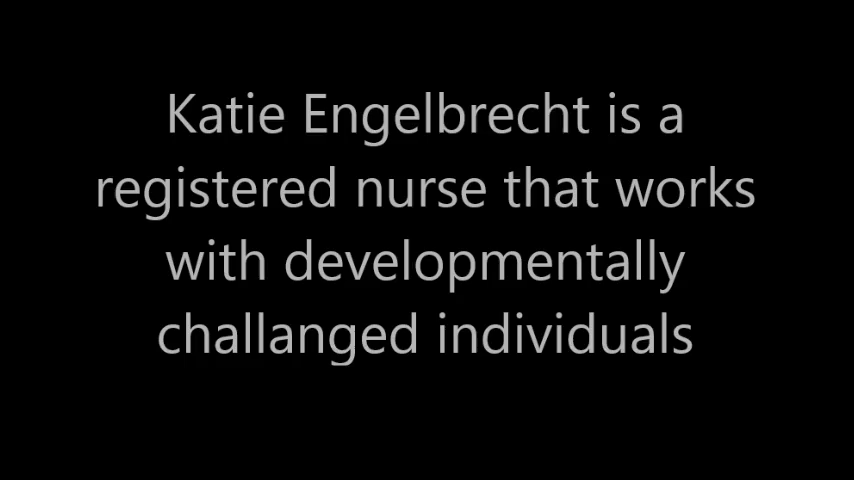 Katie Engelbrecht is a
registered nurse that works
with developmentally
challanged individuals